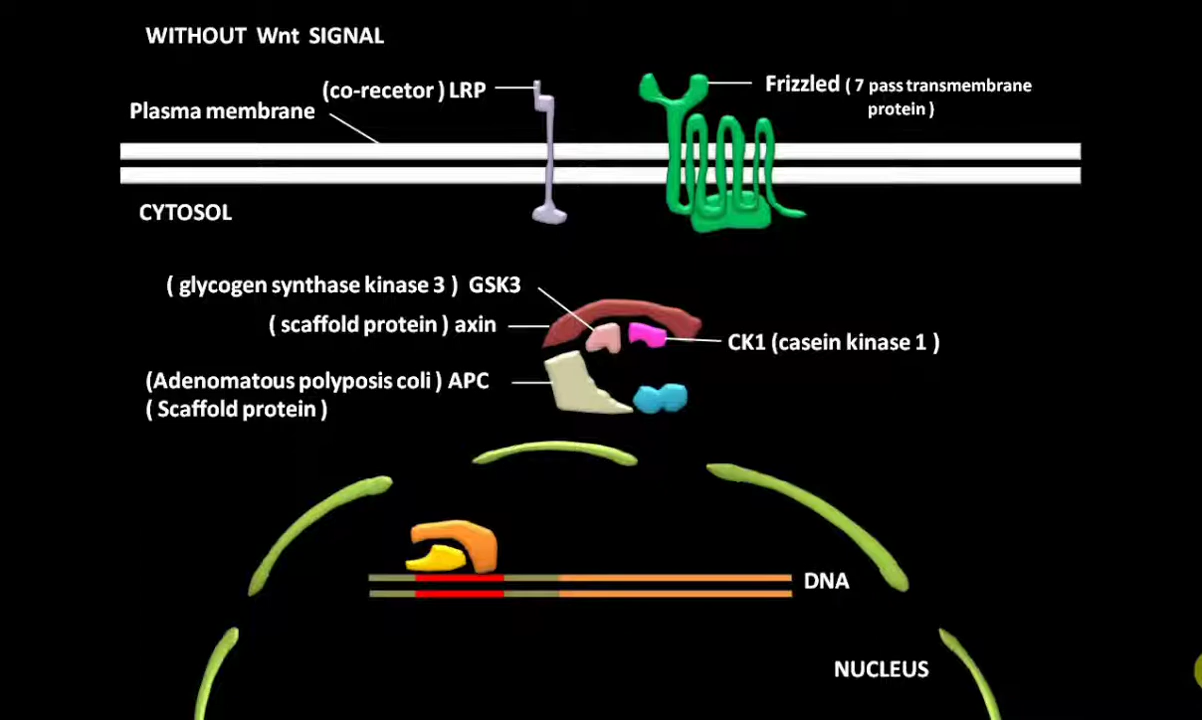 WITHOUT Wnt SIGNAL
(co-recetor ) LRP
Frizzled ( 7 pass transmembrane
protein )
Plasma membrane
CYTOSOL
( glycogen synthase kinase 3 ) GSK3
( scaffold protein ) axin
CK1 (casein kinase 1 )
(Adenomatous polyposis coli ) APC
( Scaffold protein )
DNA
NUCLEUS